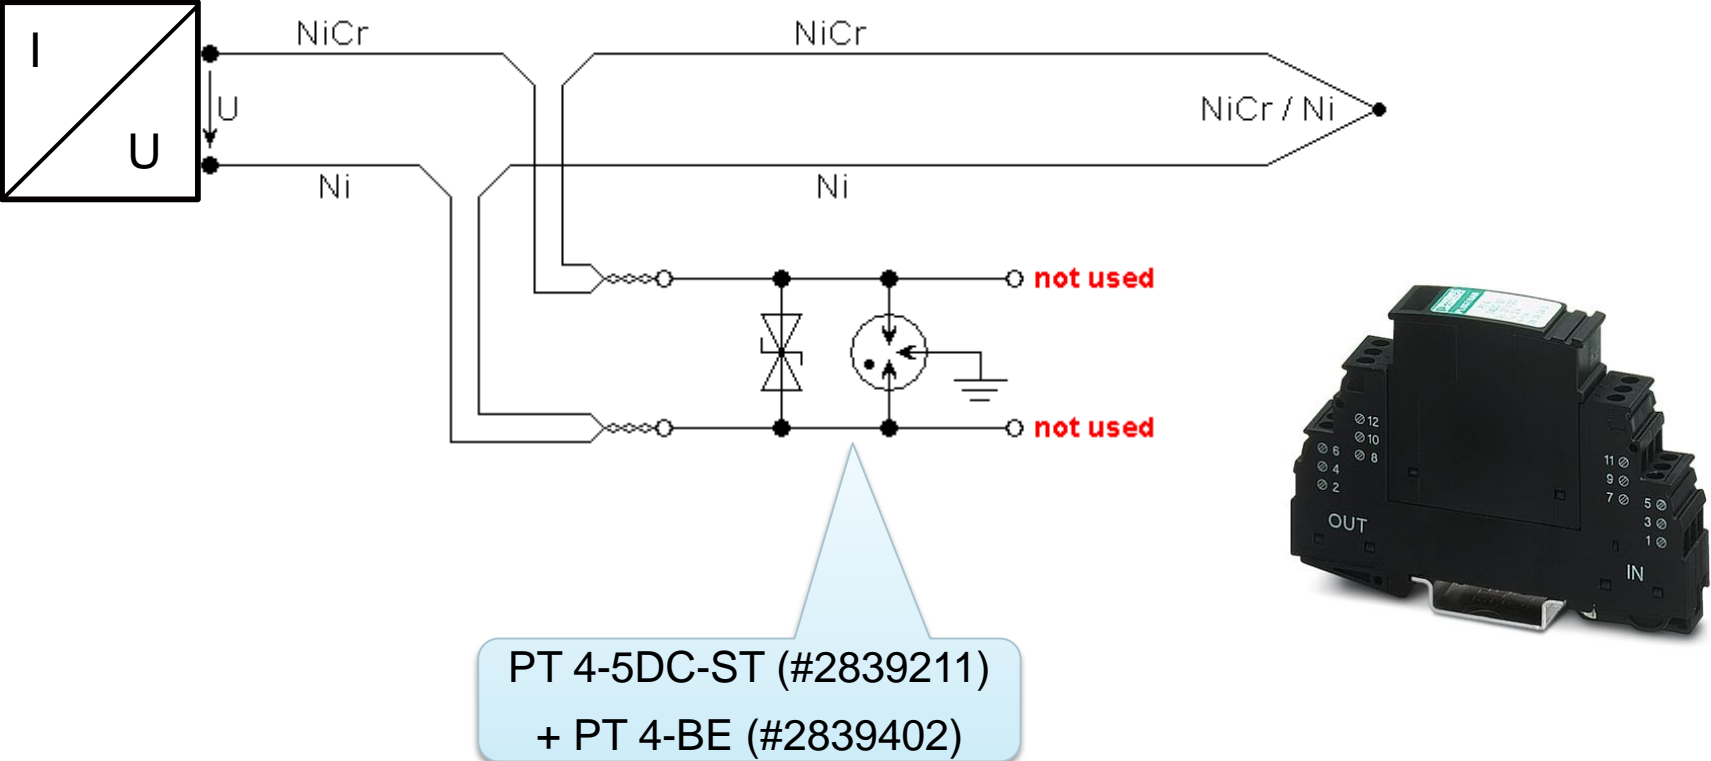 I
U
U
NiCr
NiCr
NiCr / Ni
Ni
Ni
not used
not used
PT 4-5DC-ST (#2839211)
+ PT 4-BE (#2839402)
12
10
8
6
4
2
OUT
11
9
7
5
3
1
IN